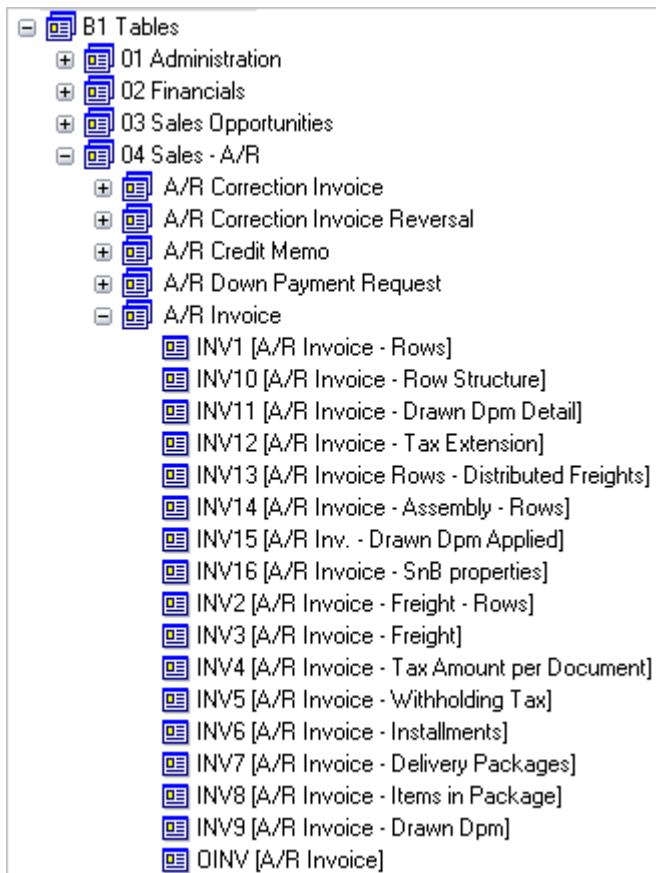 B1 Tables
01 Administration
02 Financials
03 Sales Opportunities
04 Sales - A/R
A/R Correction Invoice
A/R Correction Invoice Reversal
A/R Credit Memo
A/R Down Payment Request
A/R Invoice
INV1 [A/R Invoice - Rows]
INV10 [A/R Invoice - Row Structure]
INV11 [A/R Invoice - Drawn Dpm Detail]
INV12 [A/R Invoice - Tax Extension]
INV13 [A/R Invoice Rows - Distributed Freights]
INV14 [A/R Invoice - Assembly - Rows]
INV15 [A/R Inv. - Drawn Dpm Applied]
INV16 [A/R Invoice - SnB properties]
INV2 [A/R Invoice - Freight - Rows]
INV3 [A/R Invoice - Freight]
INV4 [A/R Invoice - Tax Amount per Document]
INV5 [A/R Invoice - Withholding Tax]
INV6 [A/R Invoice - Installments]
INV7 [A/R Invoice - Delivery Packages]
INV8 [A/R Invoice - Items in Package]
INV9 [A/R Invoice - Drawn Dpm]
OINV [A/R Invoice]